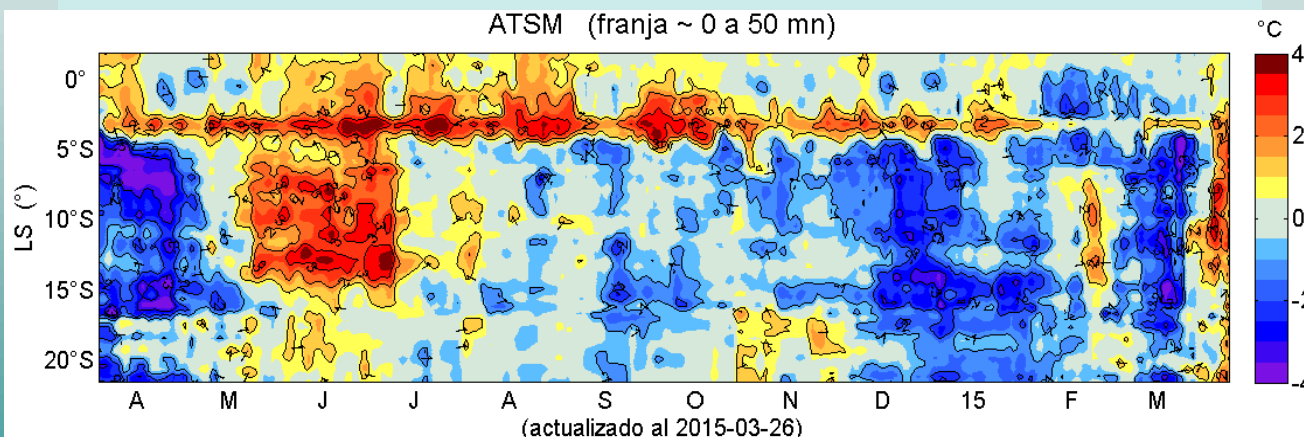 ATSM (franja ~ 0 a 50 mn)
°C
4
2
0
-2
-4
LS (°)
0°
5°S
10°S
15°S
20°S
A M J J A S O N D 15 F M
(actualizado al 2015-03-26)